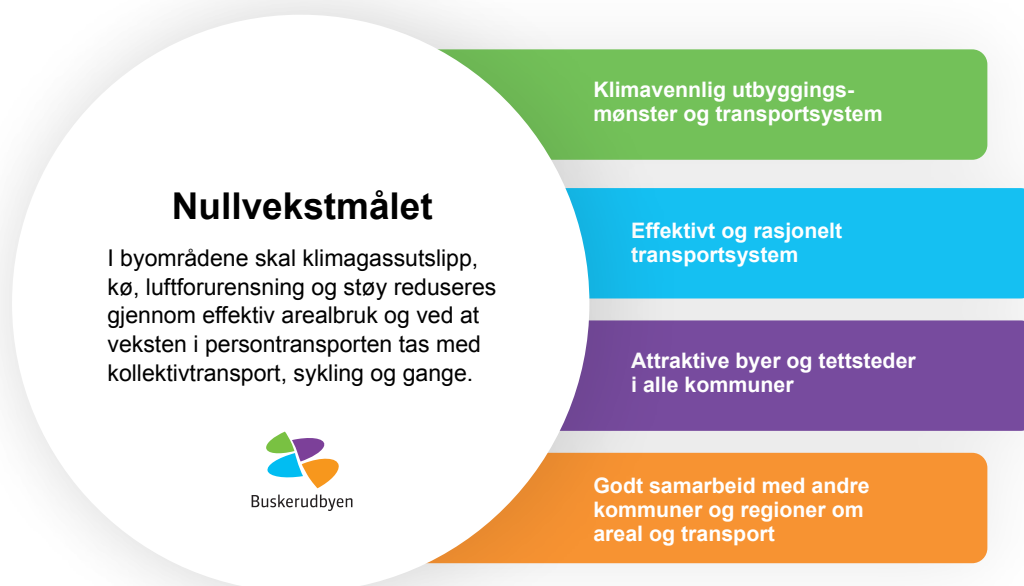 Nullvekstmålet
I byområdene skal klimagassutslipp,
kø, luftforurensning og støy reduseres
gjennom effektiv arealbruk og ved at
veksten i persontransporten tas med
kollektivtransport, sykling og gange.
Buskerudbyen
Klimavennlig utbyggings-
mønster og transportsystem
Effektivt og rasjonelt
transportsystem
Attraktive byer og tettsteder
i alle kommuner
Godt samarbeid med andre
kommuner og regioner om
areal og transport